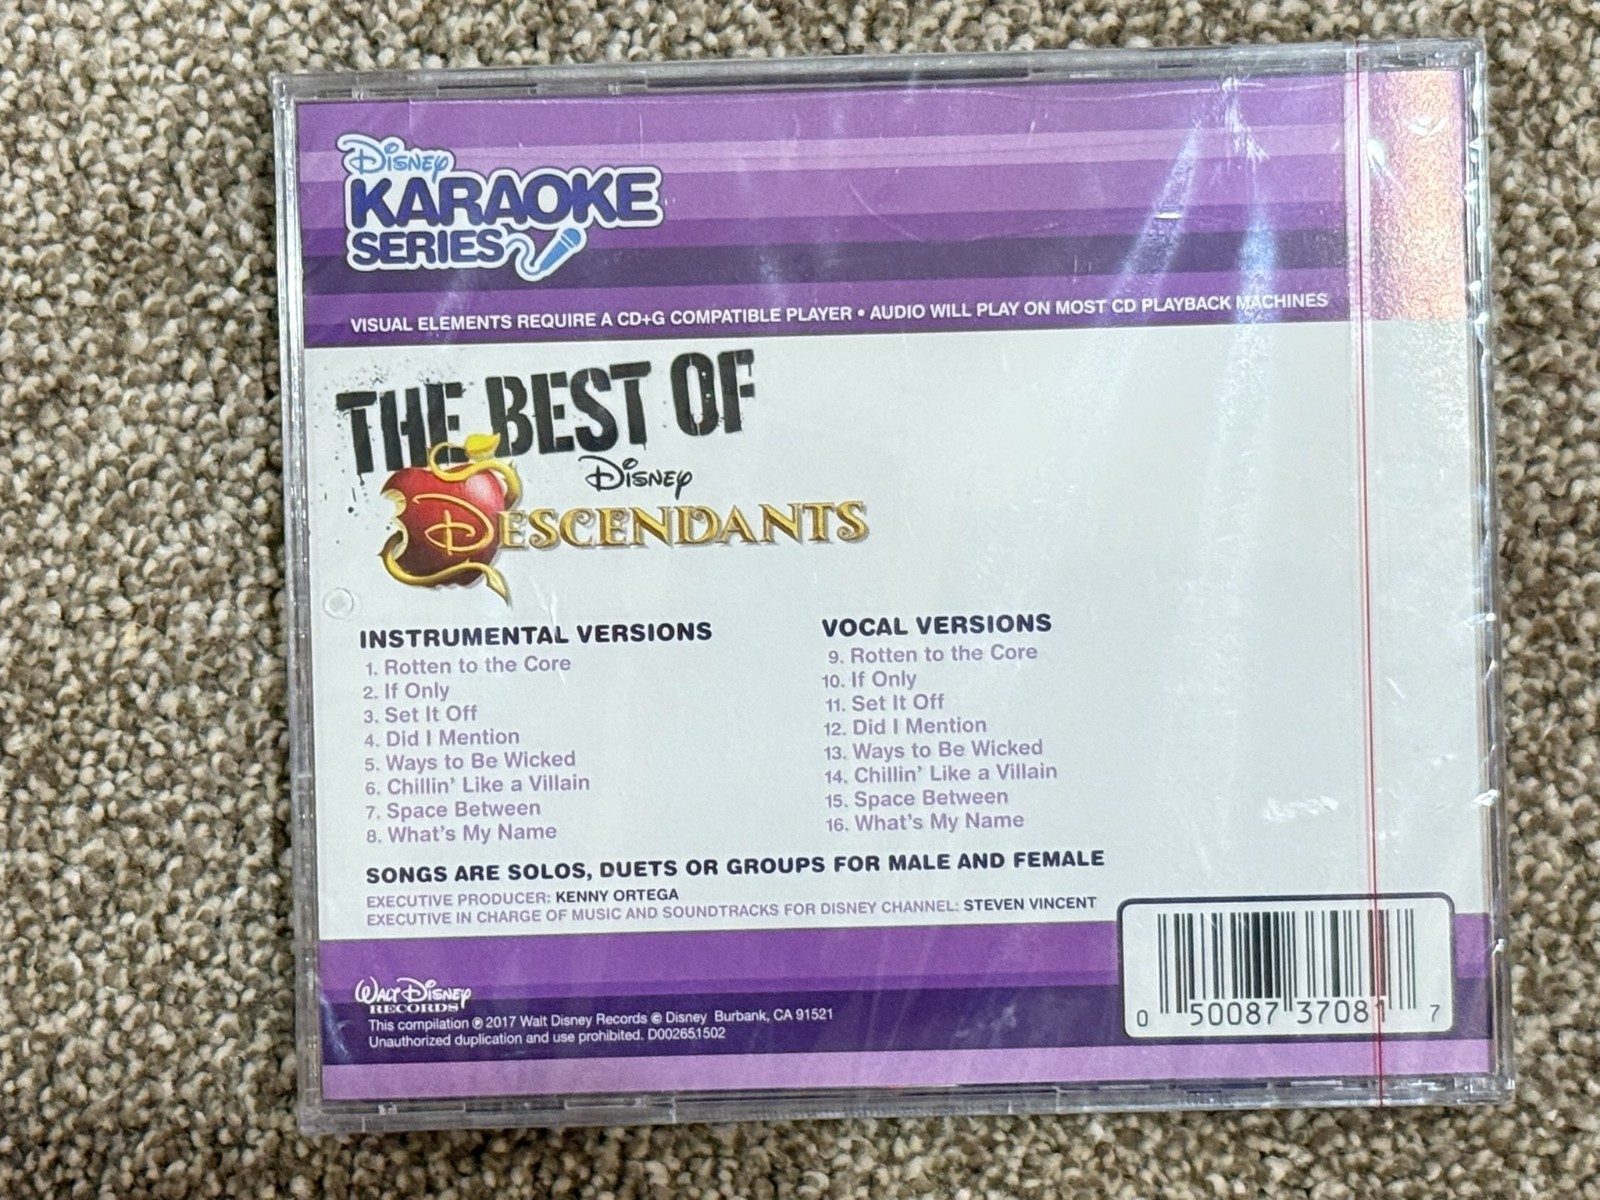 Disney
KARAOKE
SERIES
VISUAL ELEMENTS REQUIRE A CD+G COMPATIBLE PLAYER • AUDIO WILL PLAY ON MOST CD PLAYBACK MACHINES
THE BEST OF
Disney
DESCENDANTS
INSTRUMENTAL VERSIONS
1. Rotten to the Core
2. If Only
3. Set It Off
4. Did I Mention
5. Ways to Be Wicked
6. Chillin' Like a Villain
7. Space Between
8. What's My Name
VOCAL VERSIONS
9. Rotten to the Core
10. If Only
11. Set It Off
12. Did I Mention
13. Ways to Be Wicked
14. Chillin' Like a Villain
15. Space Between
16. What's My Name
SONGS ARE SOLOS, DUETS OR GROUPS FOR MALE AND FEMALE
EXECUTIVE PRODUCER: KENNY ORTEGA
EXECUTIVE IN CHARGE OF MUSIC AND SOUNDTRACKS FOR DISNEY CHANNEL: STEVEN VINCENT
WALT DISNEY
RECORDS
This compilation ℗ 2017 Walt Disney Records © Disney Burbank, CA 91521
Unauthorized duplication and use prohibited. D002651502
0 50087 37081 7